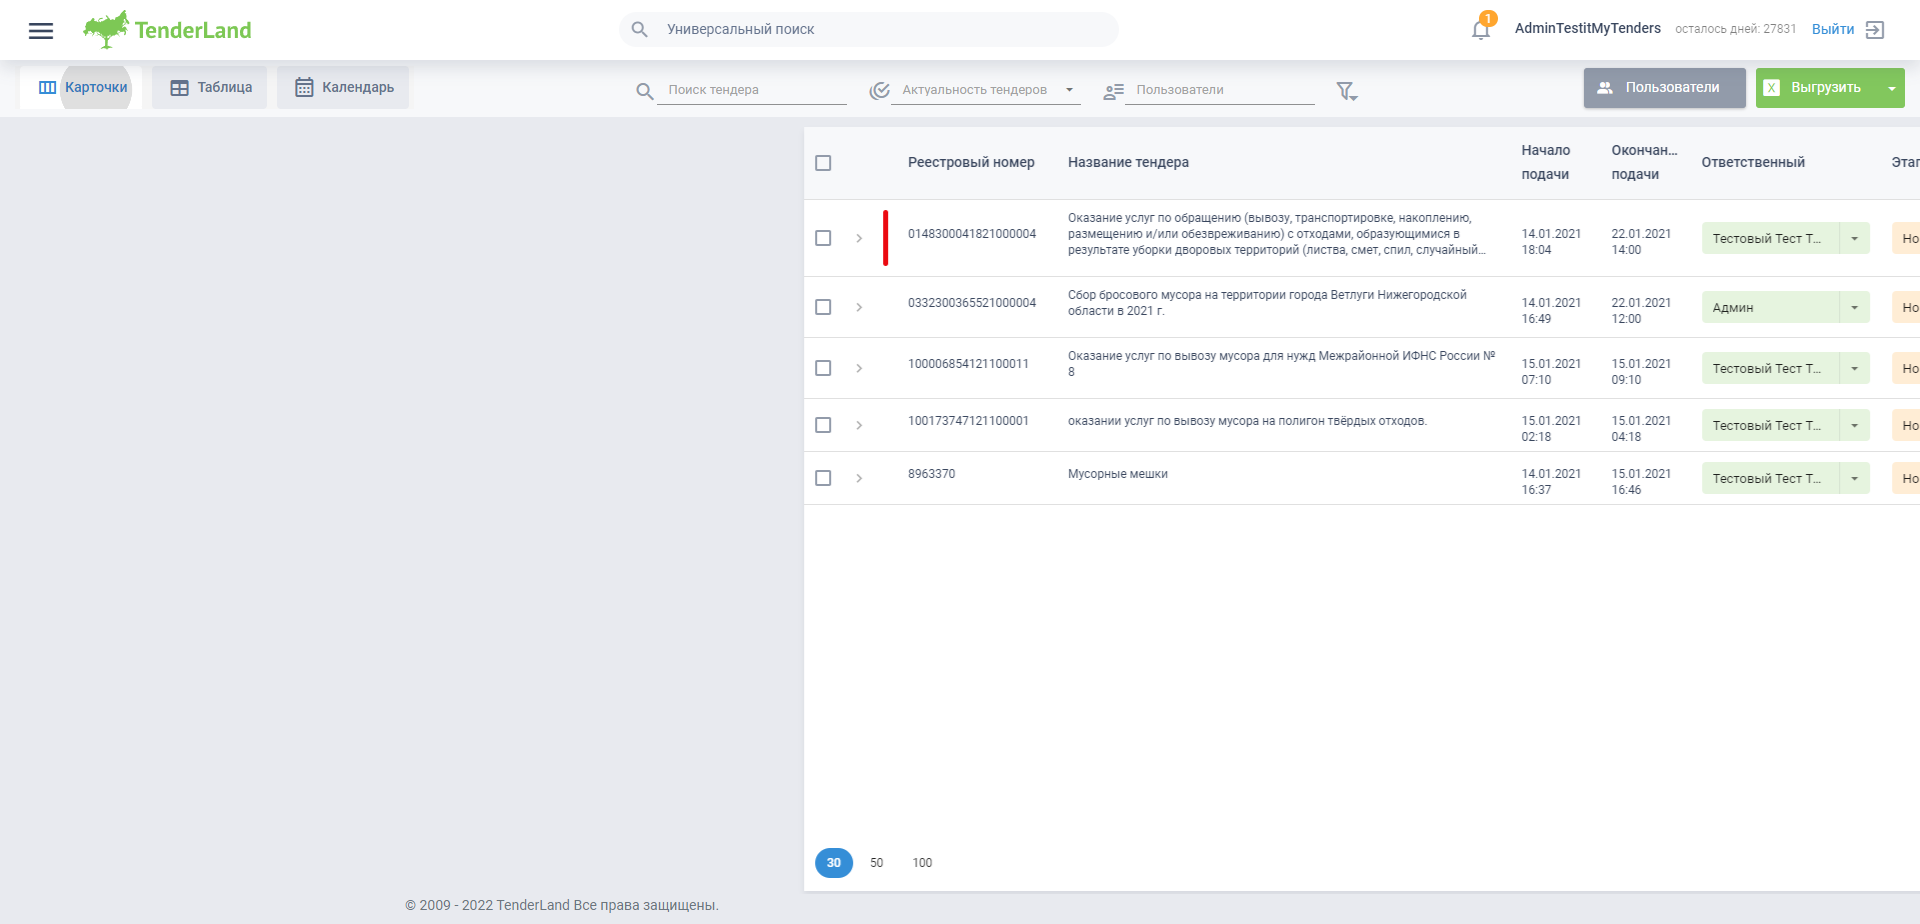 TenderLand
Универсальный поиск
1
AdminTestitMyTenders
осталось дней: 27831
Выйти
Карточки
Таблица
Календарь
Поиск тендера
Актуальность тендеров
Пользователи
Пользователи
X
Выгрузить
Реестровый номер
Название тендера
Начало
подачи
Окончан...
подачи
Ответственный
Этап
0148300041821000004
Оказание услуг по обращению (вывозу, транспортировке, накоплению,
размещению и/или обезвреживанию) с отходами, образующимися в
результате уборки дворовых территорий (листва, смет, спил, случайный...
14.01.2021
18:04
22.01.2021
14:00
Тестовый Тест Т...
Но
0332300365521000004
Сбор бросового мусора на территории города Ветлуги Нижегородской
области в 2021 г.
14.01.2021
16:49
22.01.2021
12:00
Админ
Но
100006854121100011
Оказание услуг по вывозу мусора для нужд Межрайонной ИФНС России №
8
15.01.2021
07:10
15.01.2021
09:10
Тестовый Тест Т...
Но
100173747121100001
оказании услуг по вывозу мусора на полигон твёрдых отходов.
15.01.2021
02:18
15.01.2021
04:18
Тестовый Тест Т...
Но
8963370
Мусорные мешки
14.01.2021
16:37
15.01.2021
16:46
Тестовый Тест Т...
Но
30
50
100
© 2009 - 2022 TenderLand Все права защищены.